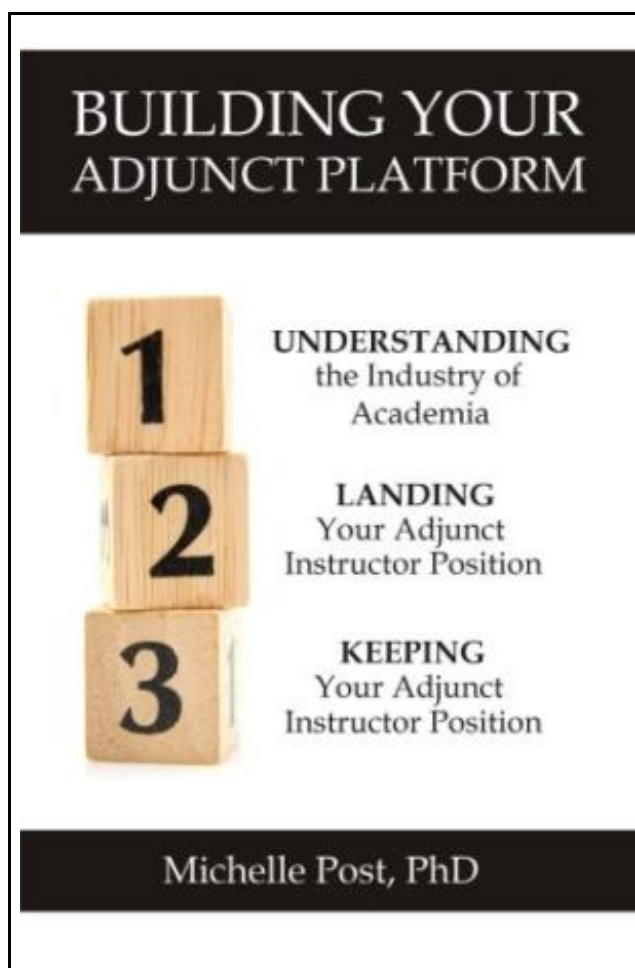 BUILDING YOUR
ADJUNCT PLATFORM
1
UNDERSTANDING
the Industry of
Academia
2
LANDING
Your Adjunct
Instructor Position
3
KEEPING
Your Adjunct
Instructor Position
Michelle Post, PhD